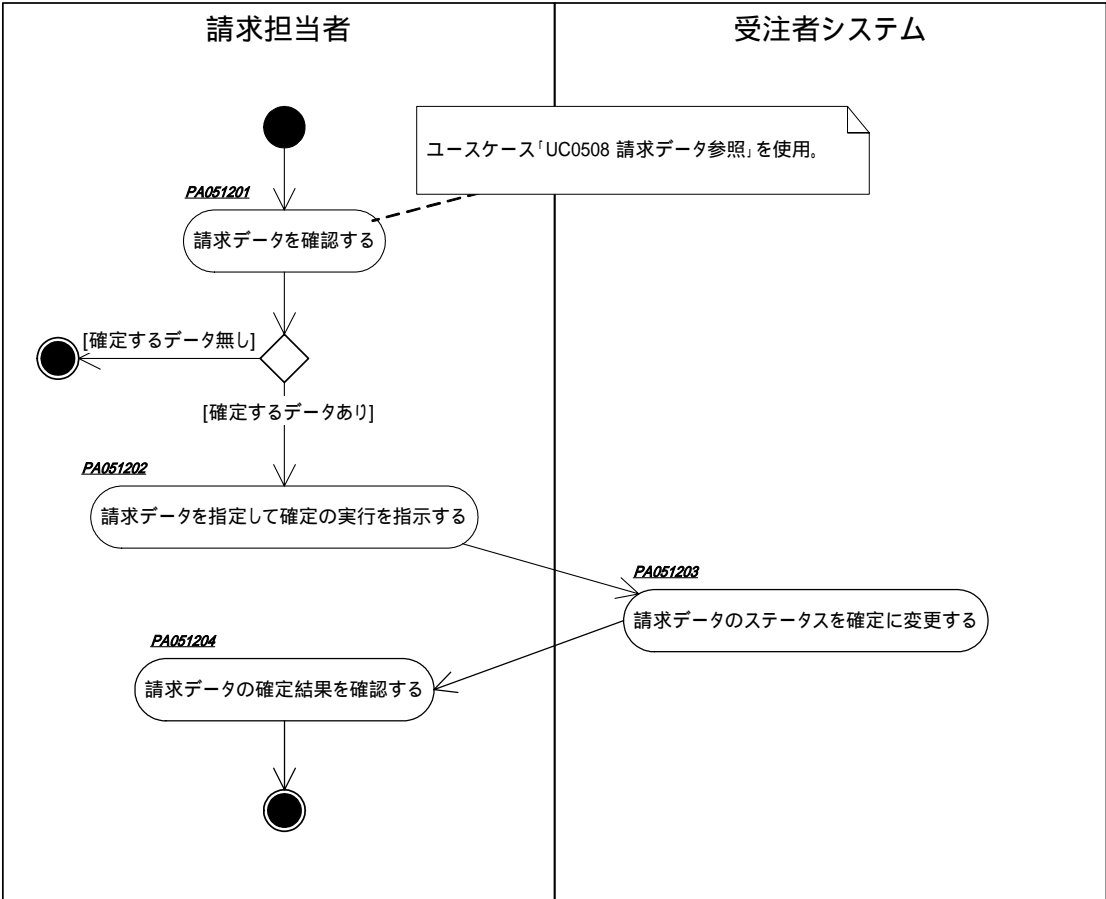 請求担当者
受注者システム
ユースケース「UC0508 請求データ参照」を使用。
PA051201
請求データを確認する
[確定するデータ無し]
[確定するデータあり]
PA051202
請求データを指定して確定の実行を指示する
PA051203
請求データのステータスを確定に変更する
PA051204
請求データの確定結果を確認する